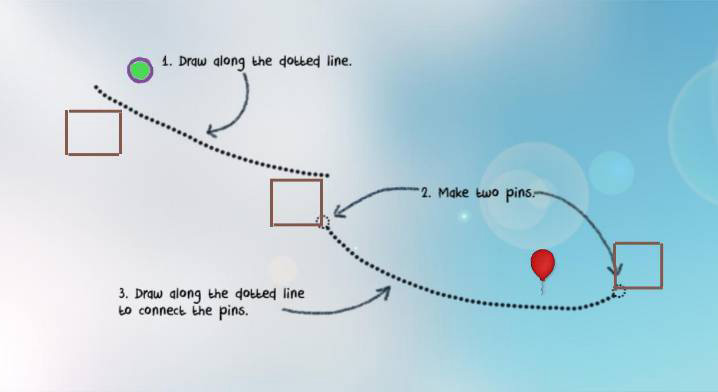 1. Draw along the dotted line.
2. Make two pins.
3. Draw along the dotted line
to connect the pins.